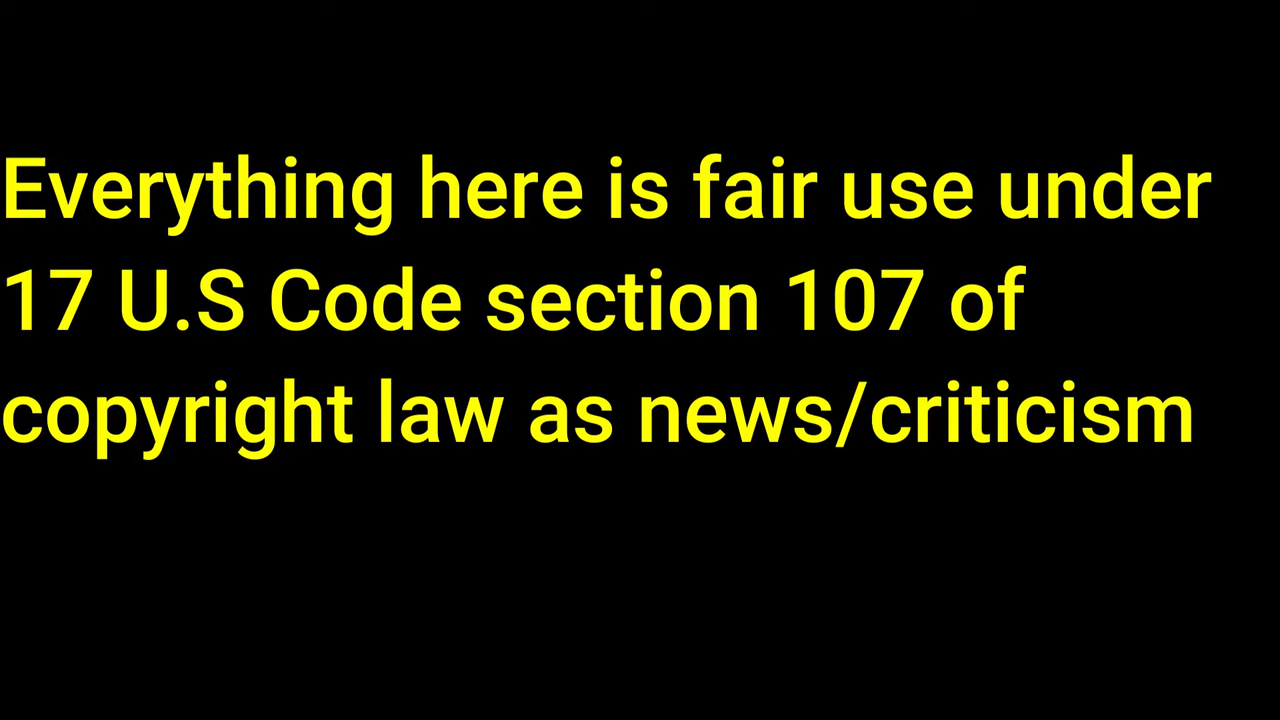 Everything here is fair use under
17 U.S Code section 107 of
copyright law as news/criticism